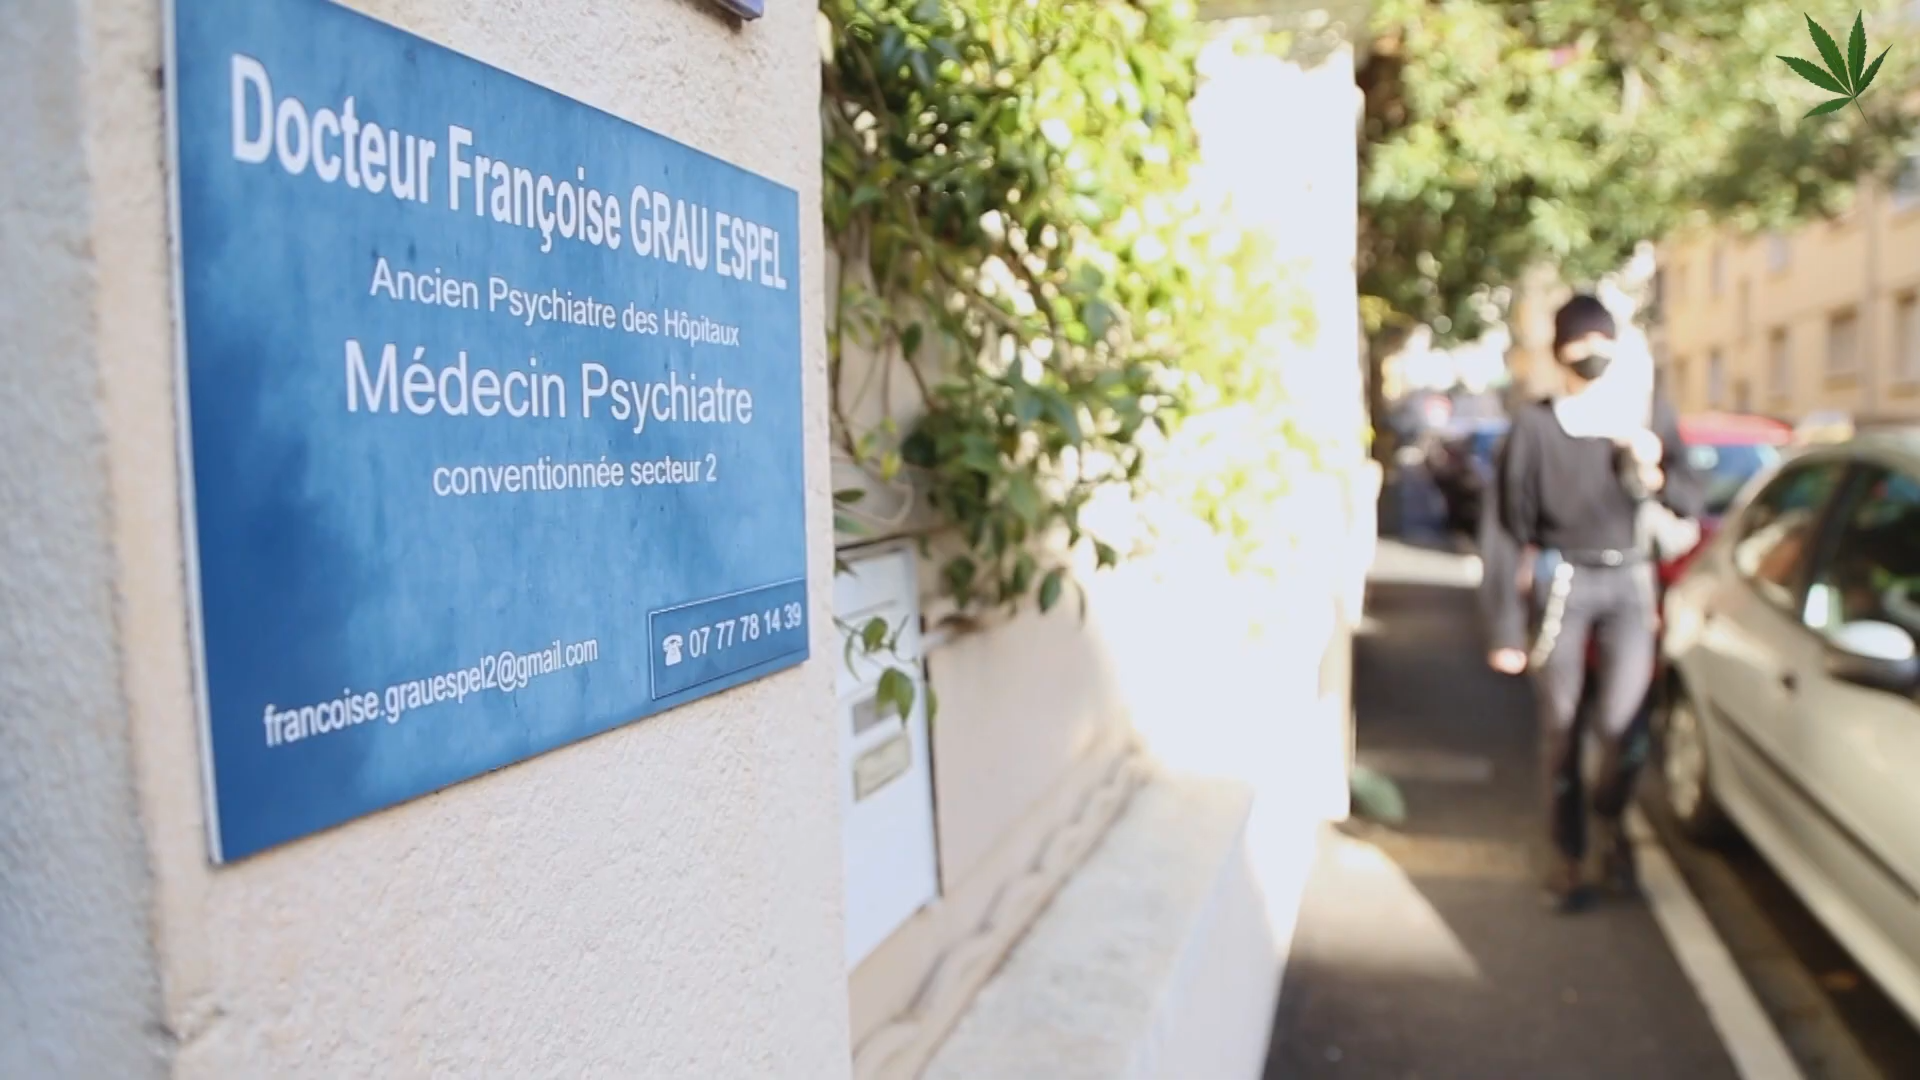 Docteur Françoise GRAU ESPEL
Ancien Psychiatre des Hôpitaux
Médecin Psychiatre
conventionnée secteur 2
francoise.grauespel2@gmail.com
☎ 07 77 78 14 39